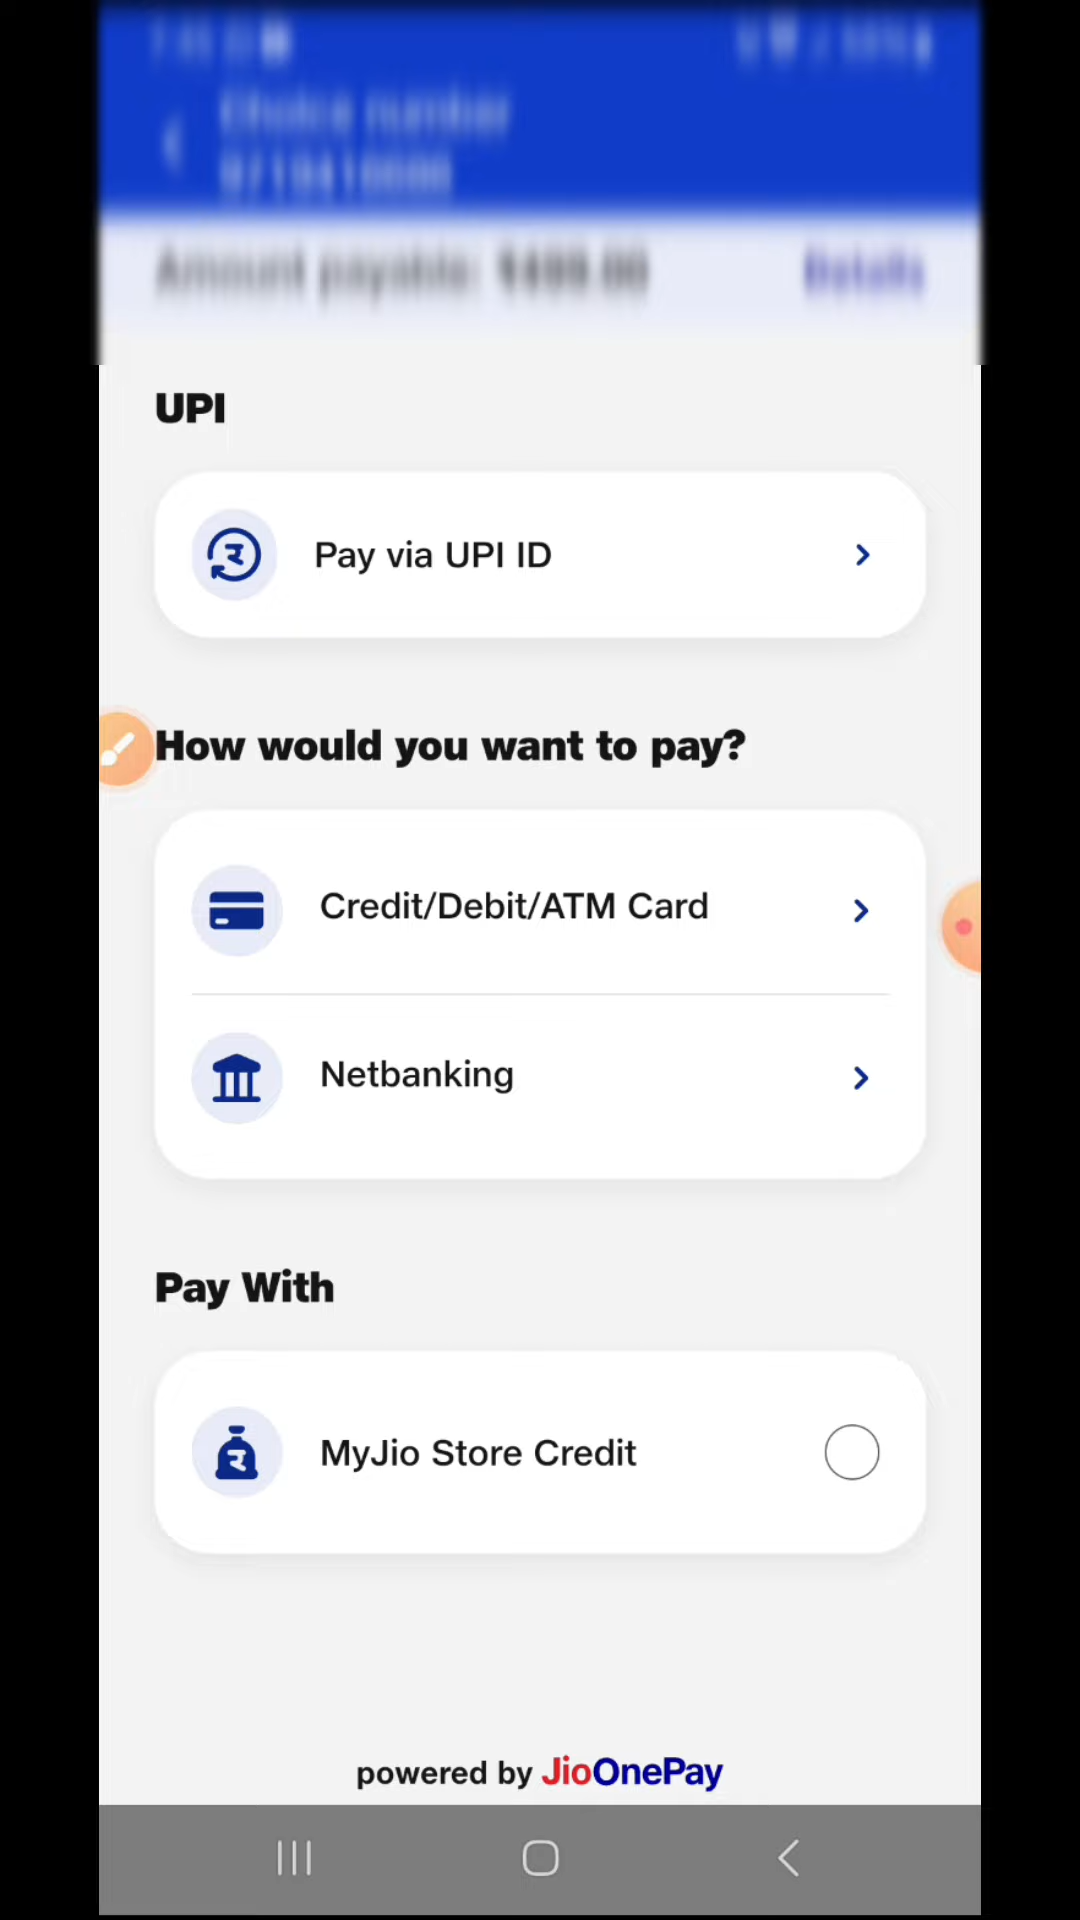 UPI
Pay via UPI ID
How would you want to pay?
Credit/Debit/ATM Card
Netbanking
Pay With
MyJio Store Credit
powered by JioOnePay